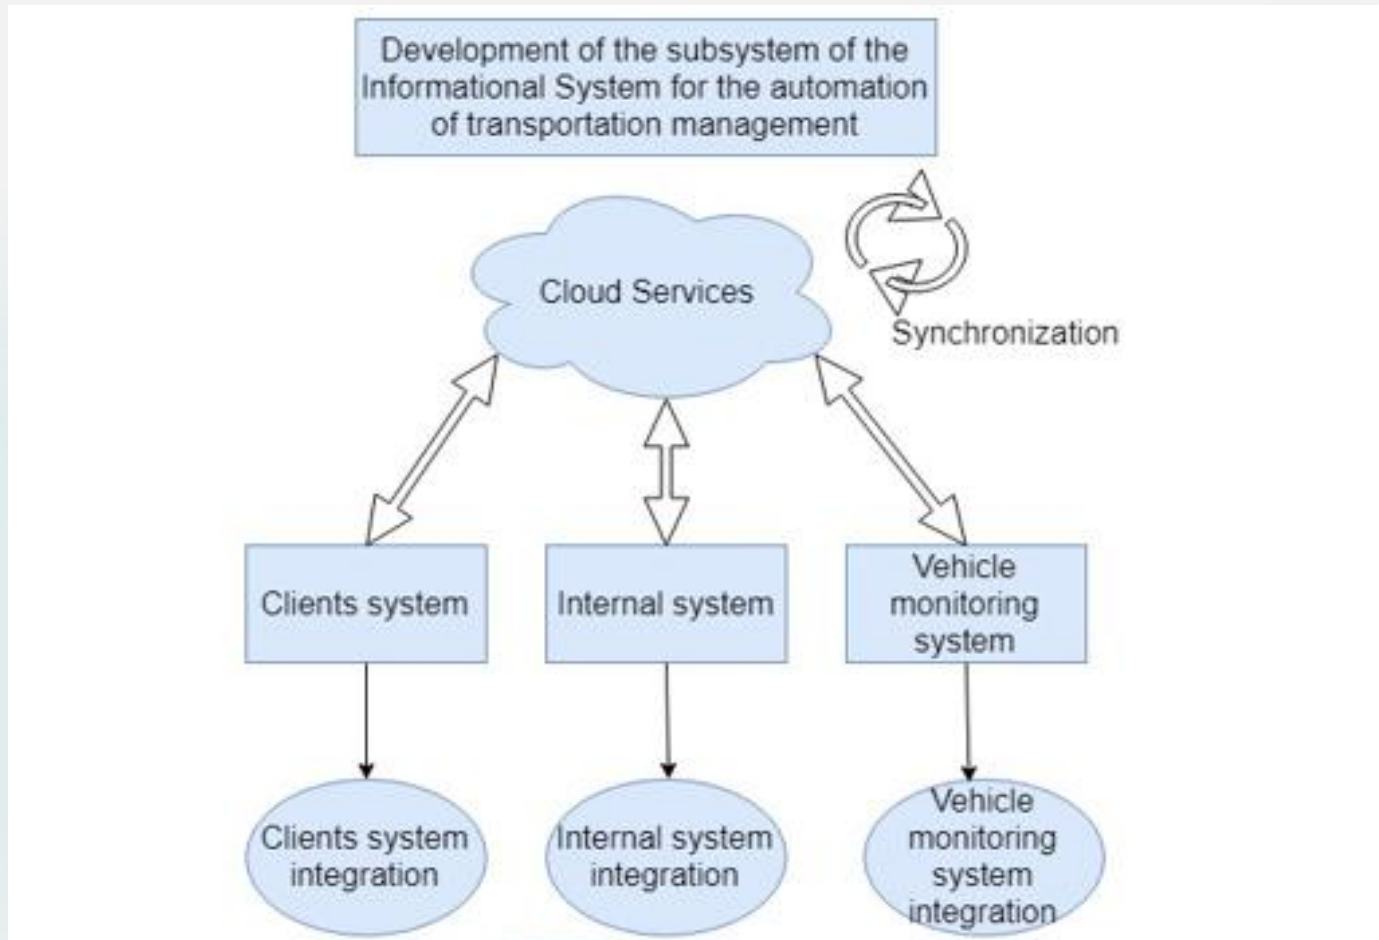 Development of the subsystem of the
Informational System for the automation
of transportation management
Cloud Services
Synchronization
Clients system
Internal system
Vehicle
monitoring
system
Clients system
integration
Internal system
integration
Vehicle
monitoring
system
integration